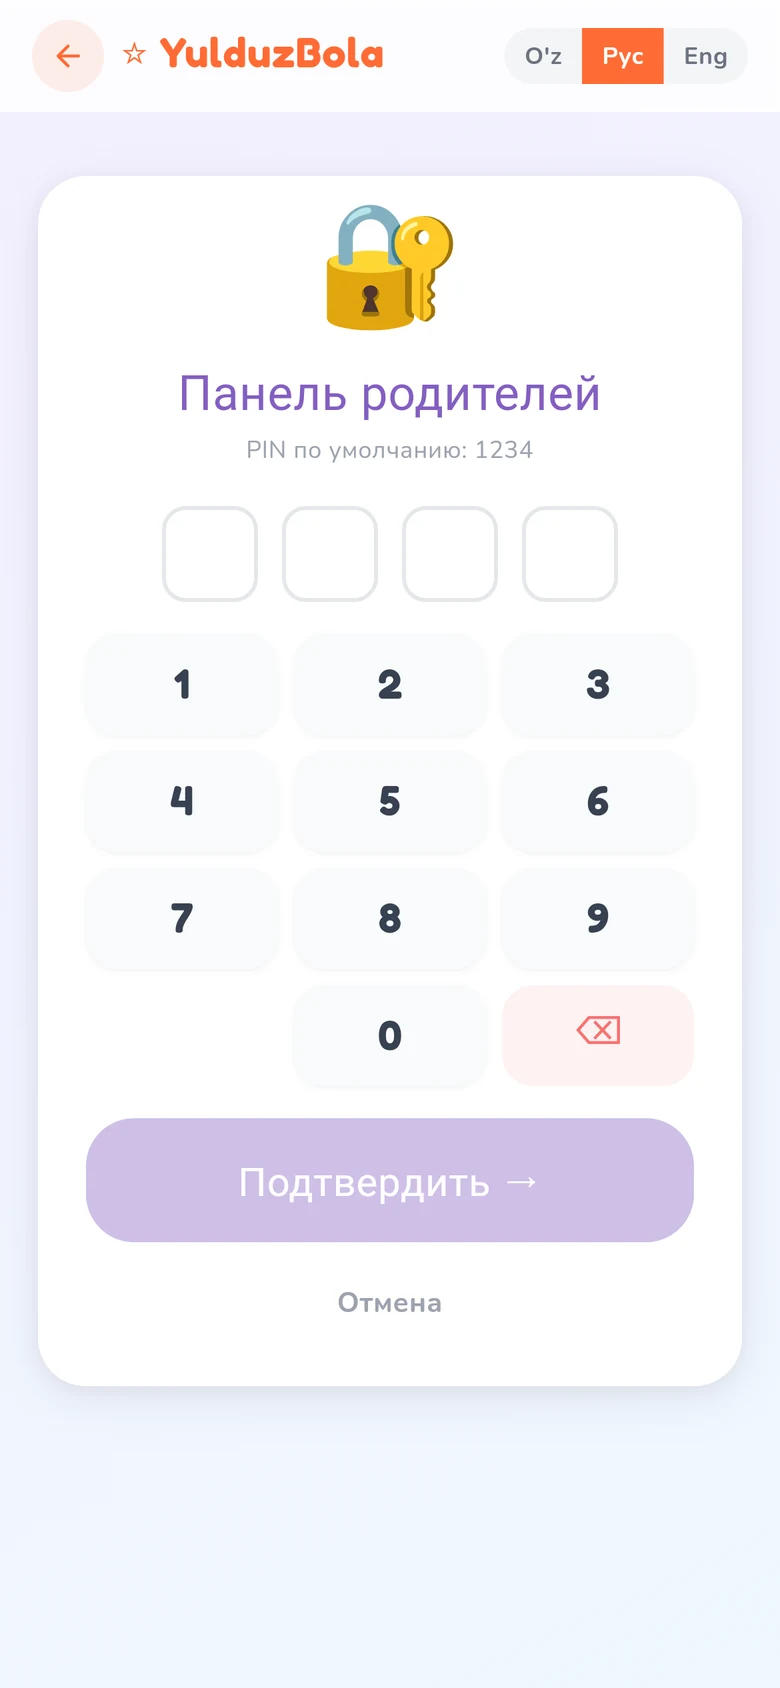 YulduzBola
O'z Рус Eng
Панель родителей
PIN по умолчанию: 1234
1 2 3
4 5 6
7 8 9
0
Подтвердить →
Отмена